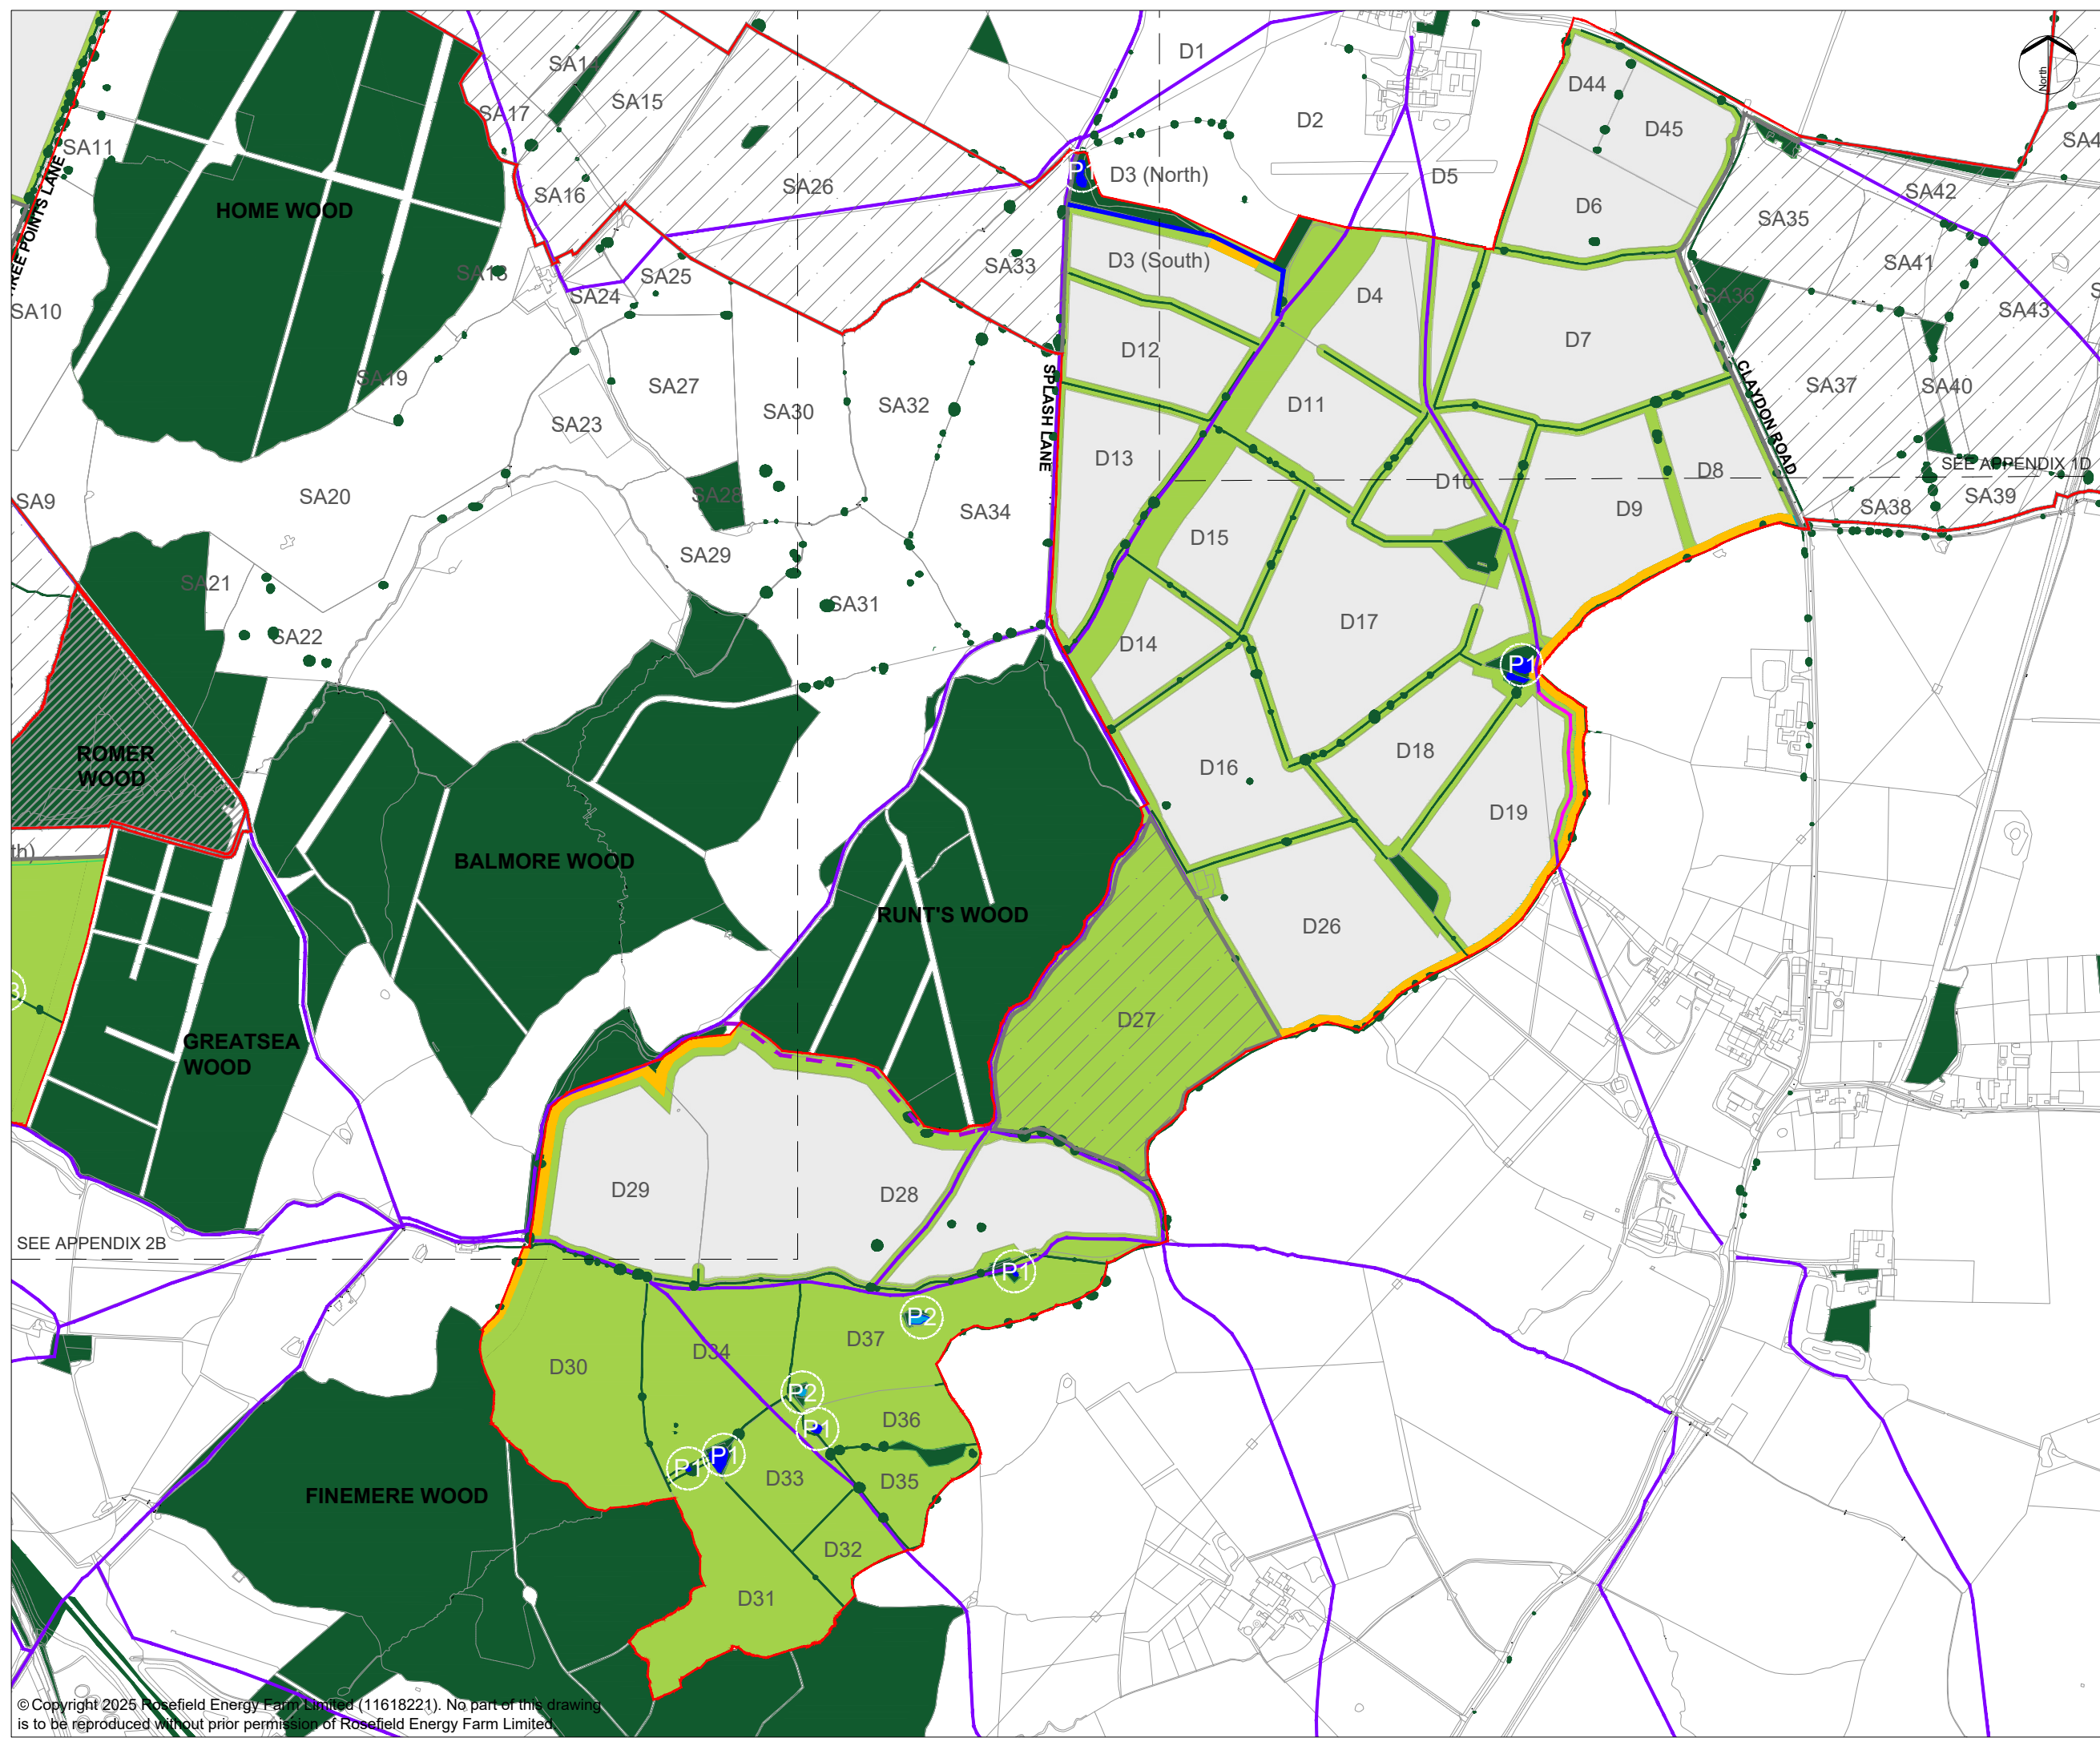 D1
North
SA14
SA15
D44
SA17
D2
D45
SA11
P1
D3 (North)
D5
SA26
SA16
SA42
HOME WOOD
D6
SA35
POINTS LANE
SA33
D3 (South)
SA41
SA13
SA25
SA24
D4
SA36
SA43
SA10
D12
D7
SA19
SA27
SA37
SA40
SA30
SA32
D11
SPLASH LANE
CLAYDON ROAD
SA23
D13
SEE APPENDIX 1D
D8
D10
SA20
SA28
SA9
SA34
D9
SA38
SA39
D15
SA29
SA21
SA31
D17
SA22
D14
P1
ROMER
WOOD
D18
D16
D19
th)
BALMORE WOOD
RUNT'S WOOD
D26
D27
GREATSEA
WOOD
D29
D28
SEE APPENDIX 2B
P1
P2
D37
D34
D30
P2
D36
P1
P1
P1
D33
D35
FINEMERE WOOD
D32
D31
© Copyright 2025 Rosefield Energy Farm Limited (11618221). No part of this drawing
is to be reproduced without prior permission of Rosefield Energy Farm Limited.